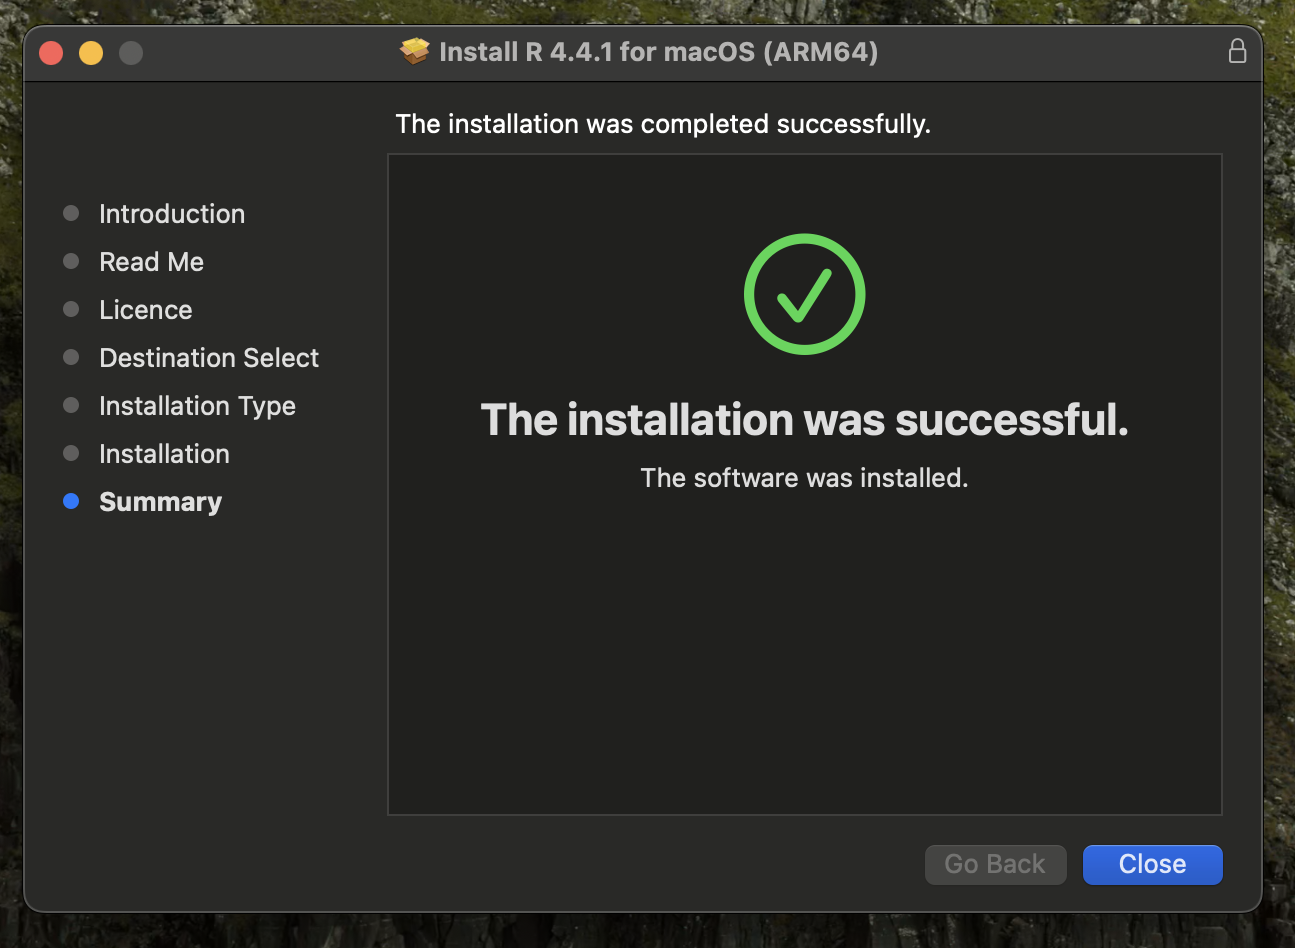 Install R 4.4.1 for macOS (ARM64)
The installation was completed successfully.
Introduction
Read Me
Licence
Destination Select
Installation Type
Installation
Summary
The installation was successful.
The software was installed.
Go Back
Close